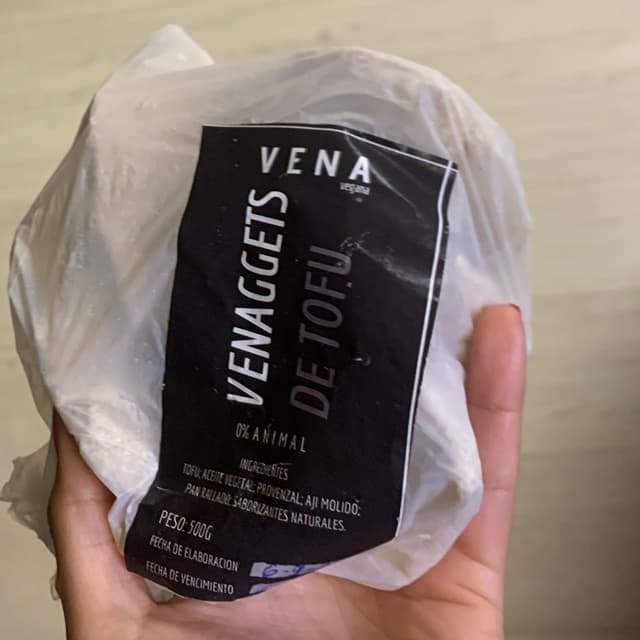 VENA
vegana
VENAGGETS
DE TOFU
0% ANIMAL
INGREDIENTES
TOFU; ACEITE VEGETAL; PROVENZAL; AJI MOLIDO;
PAN RALLADO; SABORIZANTES NATURALES.
PESO: 500G
FECHA DE ELABORACION
FECHA DE VENCIMIENTO